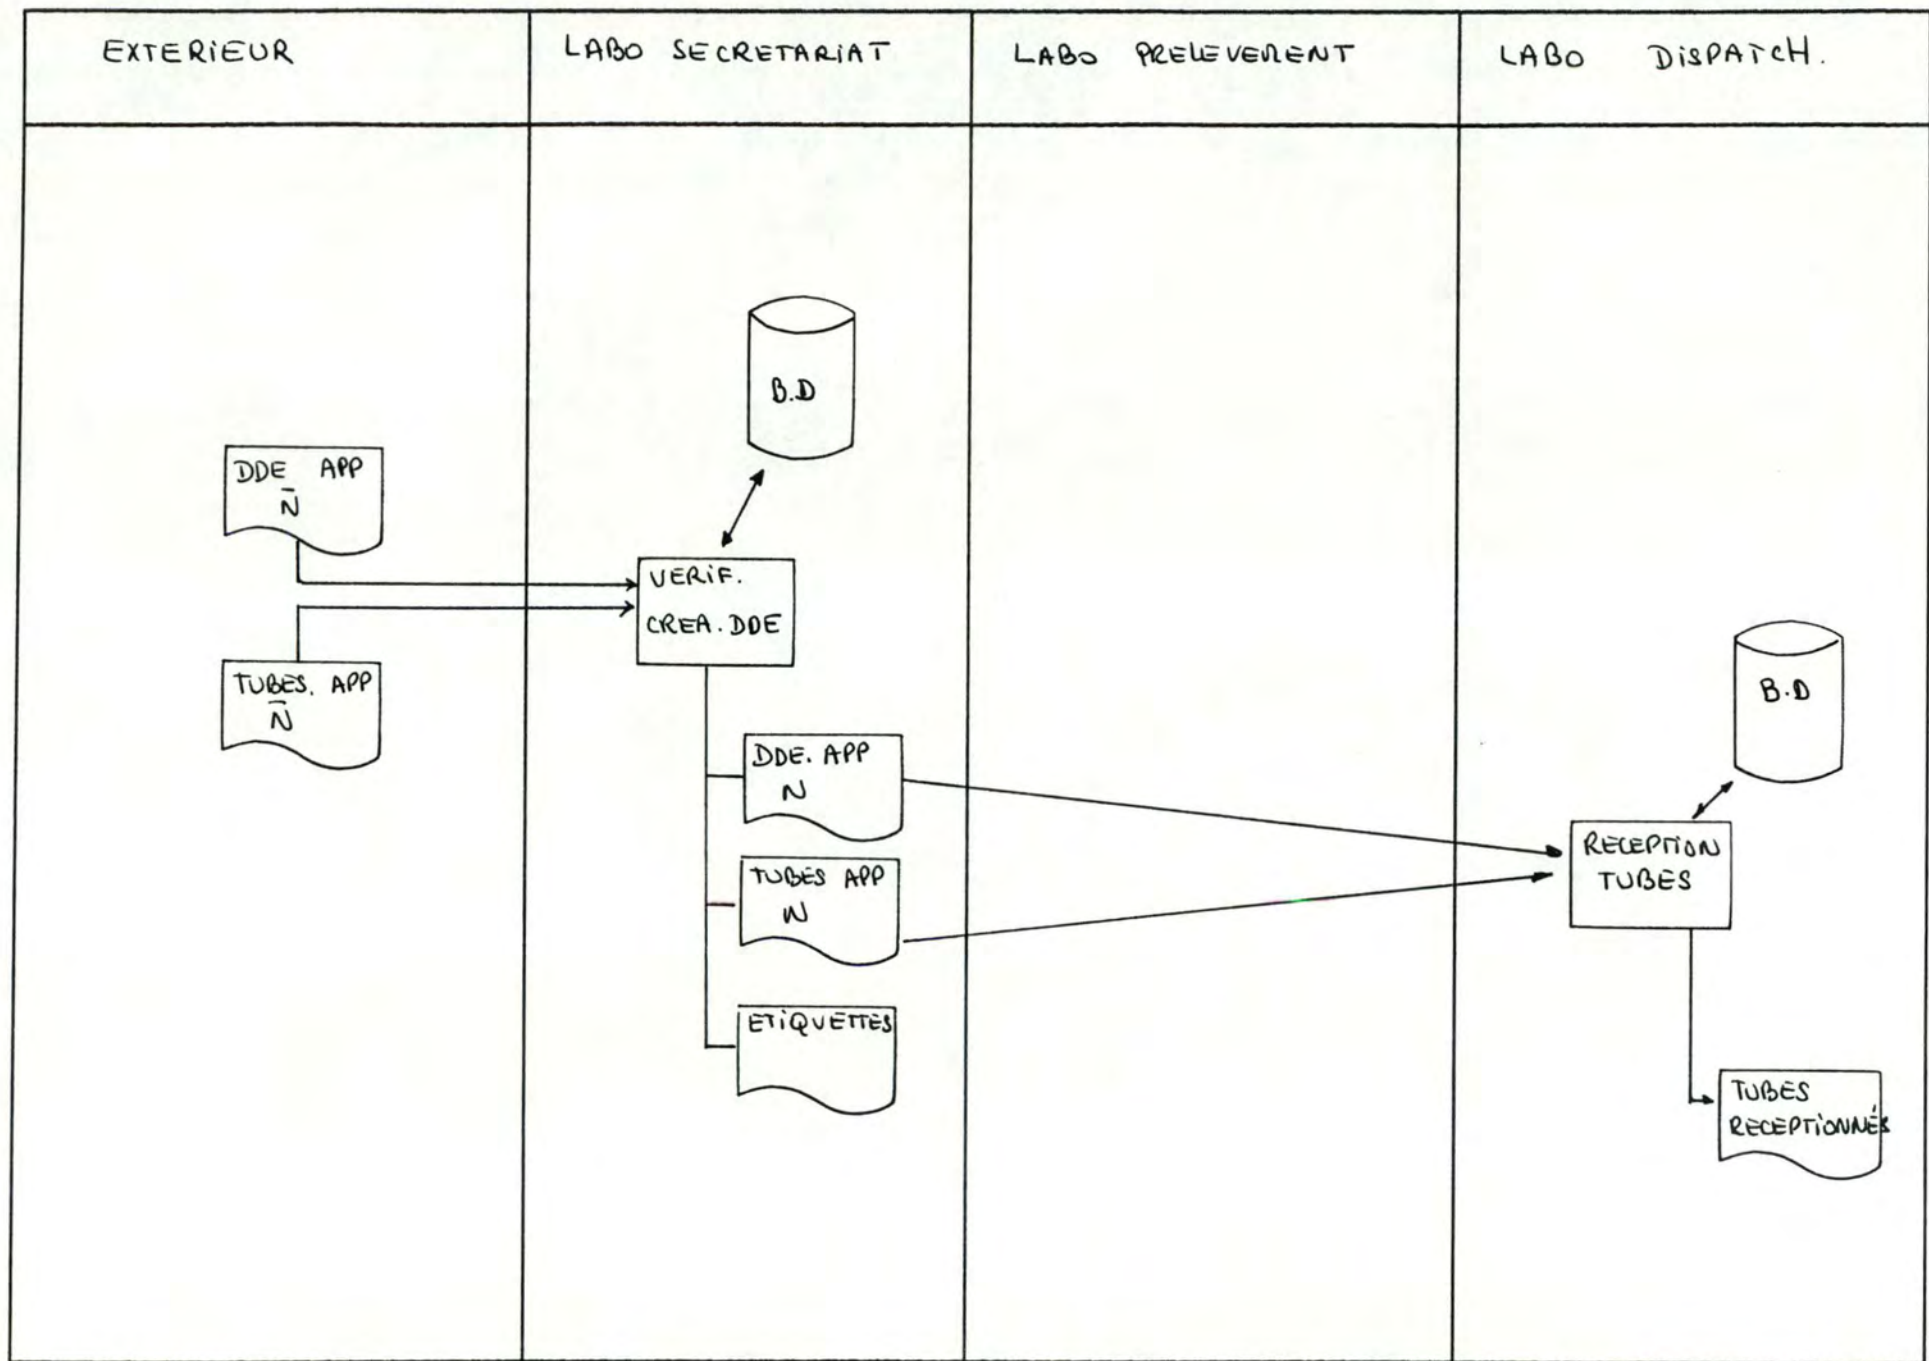 EXTERIEUR
LABO SECRETARIAT
LABO PRELEVEMENT
LABO DISPATCH.
B.D
DDE APP
N̄
VERIF.
CREA. DDE
TUBES. APP
N̄
B.D
DDE. APP
N
RECEPTION
TUBES
TUBES APP
N
ETIQUETTES
TUBES
RECEPTIONNÉS